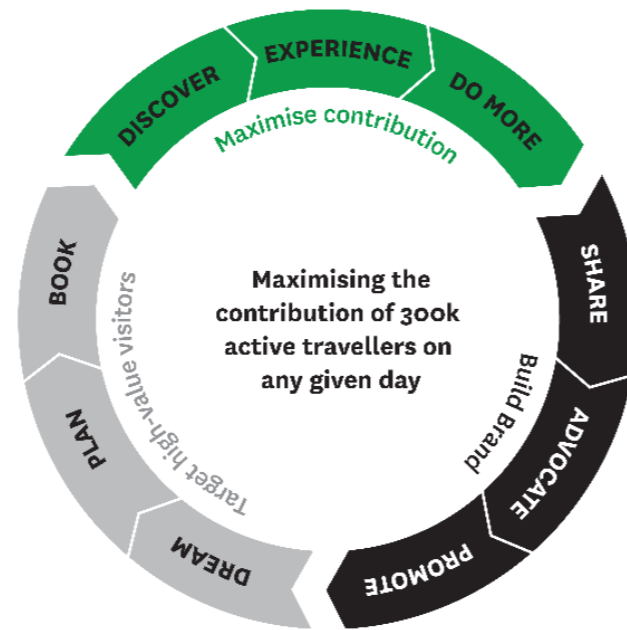 DISCOVER
EXPERIENCE
DO MORE
Maximise contribution
SHARE
ADVOCATE
PROMOTE
Build Brand
DREAM
PLAN
BOOK
Target high-value visitors
Maximising the
contribution of 300k
active travellers on
any given day